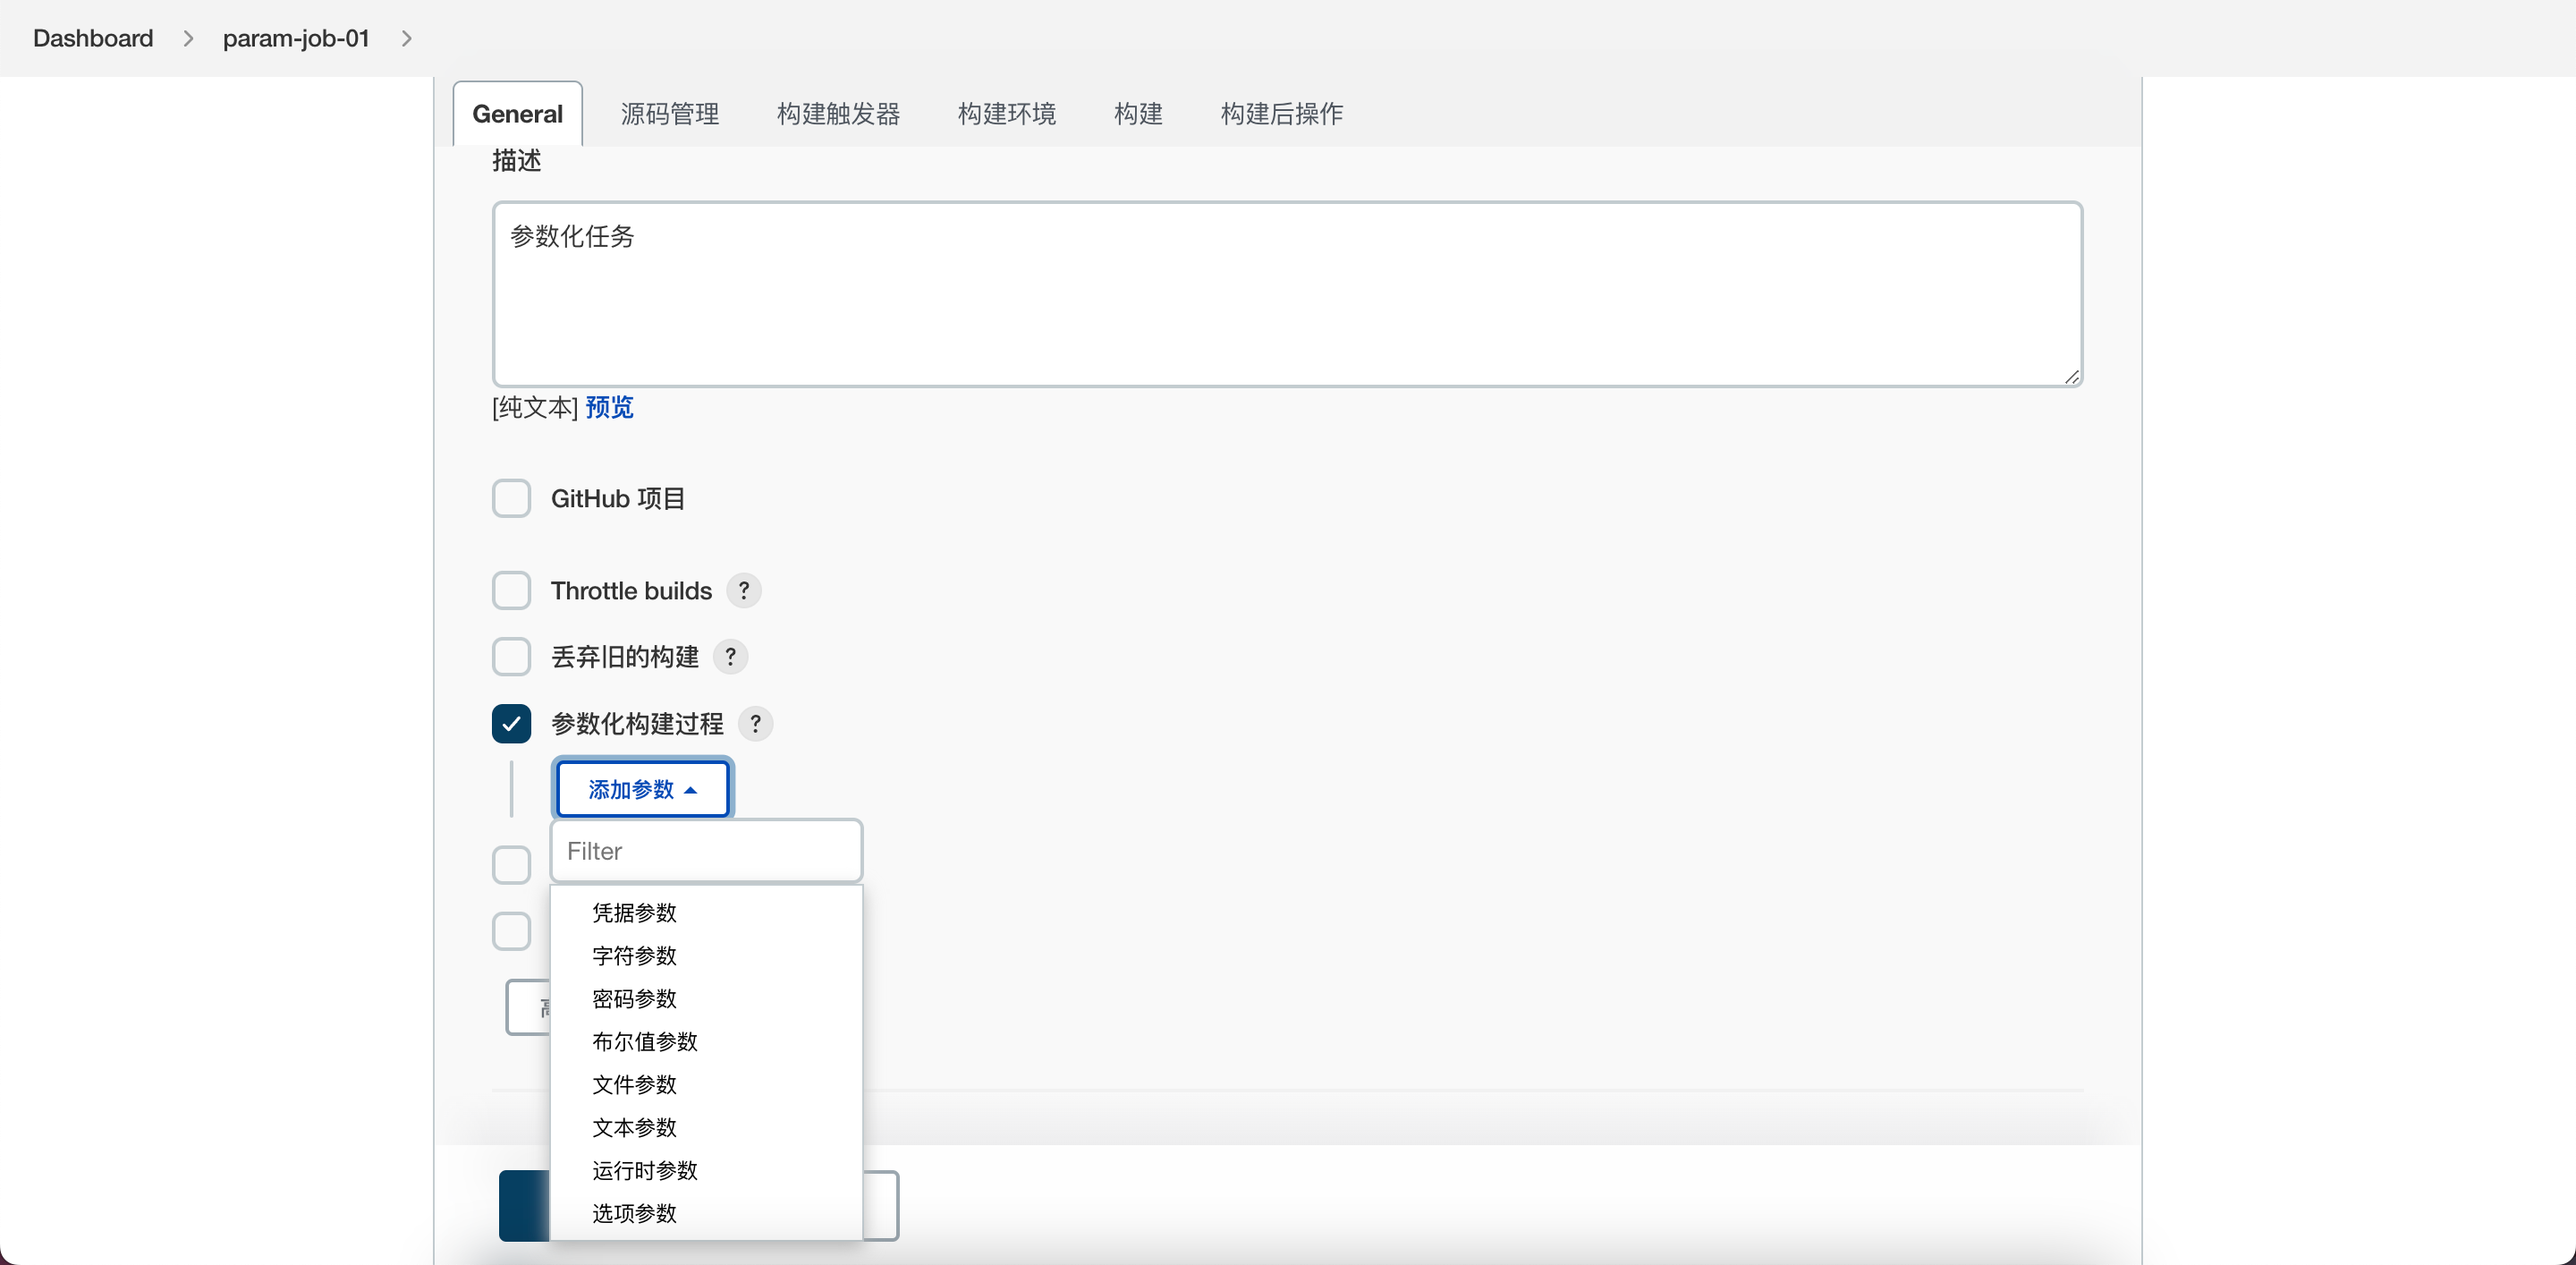 Dashboard > param-job-01 >
General 源码管理 构建触发器 构建环境 构建 构建后操作
描述
参数化任务
[纯文本] 预览
GitHub 项目
Throttle builds ?
丢弃旧的构建 ?
参数化构建过程 ?
添加参数
Filter
凭据参数
字符参数
密码参数
布尔值参数
文件参数
文本参数
运行时参数
选项参数